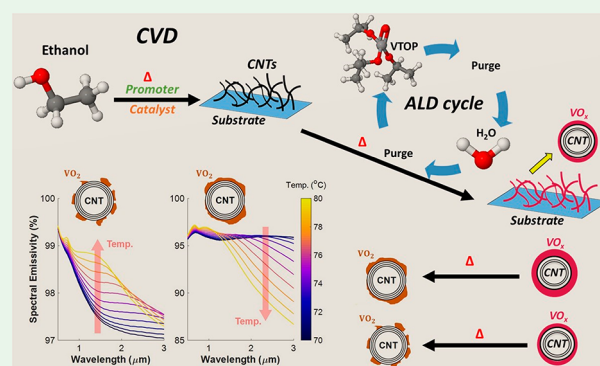 CVD
Ethanol
Δ
Promoter
Catalyst
CNTs
Substrate
VTOP
Purge
ALD cycle
H₂O
Purge
Δ
VOₓ
CNT
Substrate
VO₂
CNT
VO₂
CNT
Temp. (°C)
100
99
98
97
Spectral Emissivity (%)
Temp.
1 2 3
Wavelength (μm)
100
95
90
85
Temp.
1 2 3
Wavelength (μm)
80
78
76
74
72
70
VO₂
CNT
Δ
VOₓ
CNT
VO₂
CNT
Δ
VOₓ
CNT